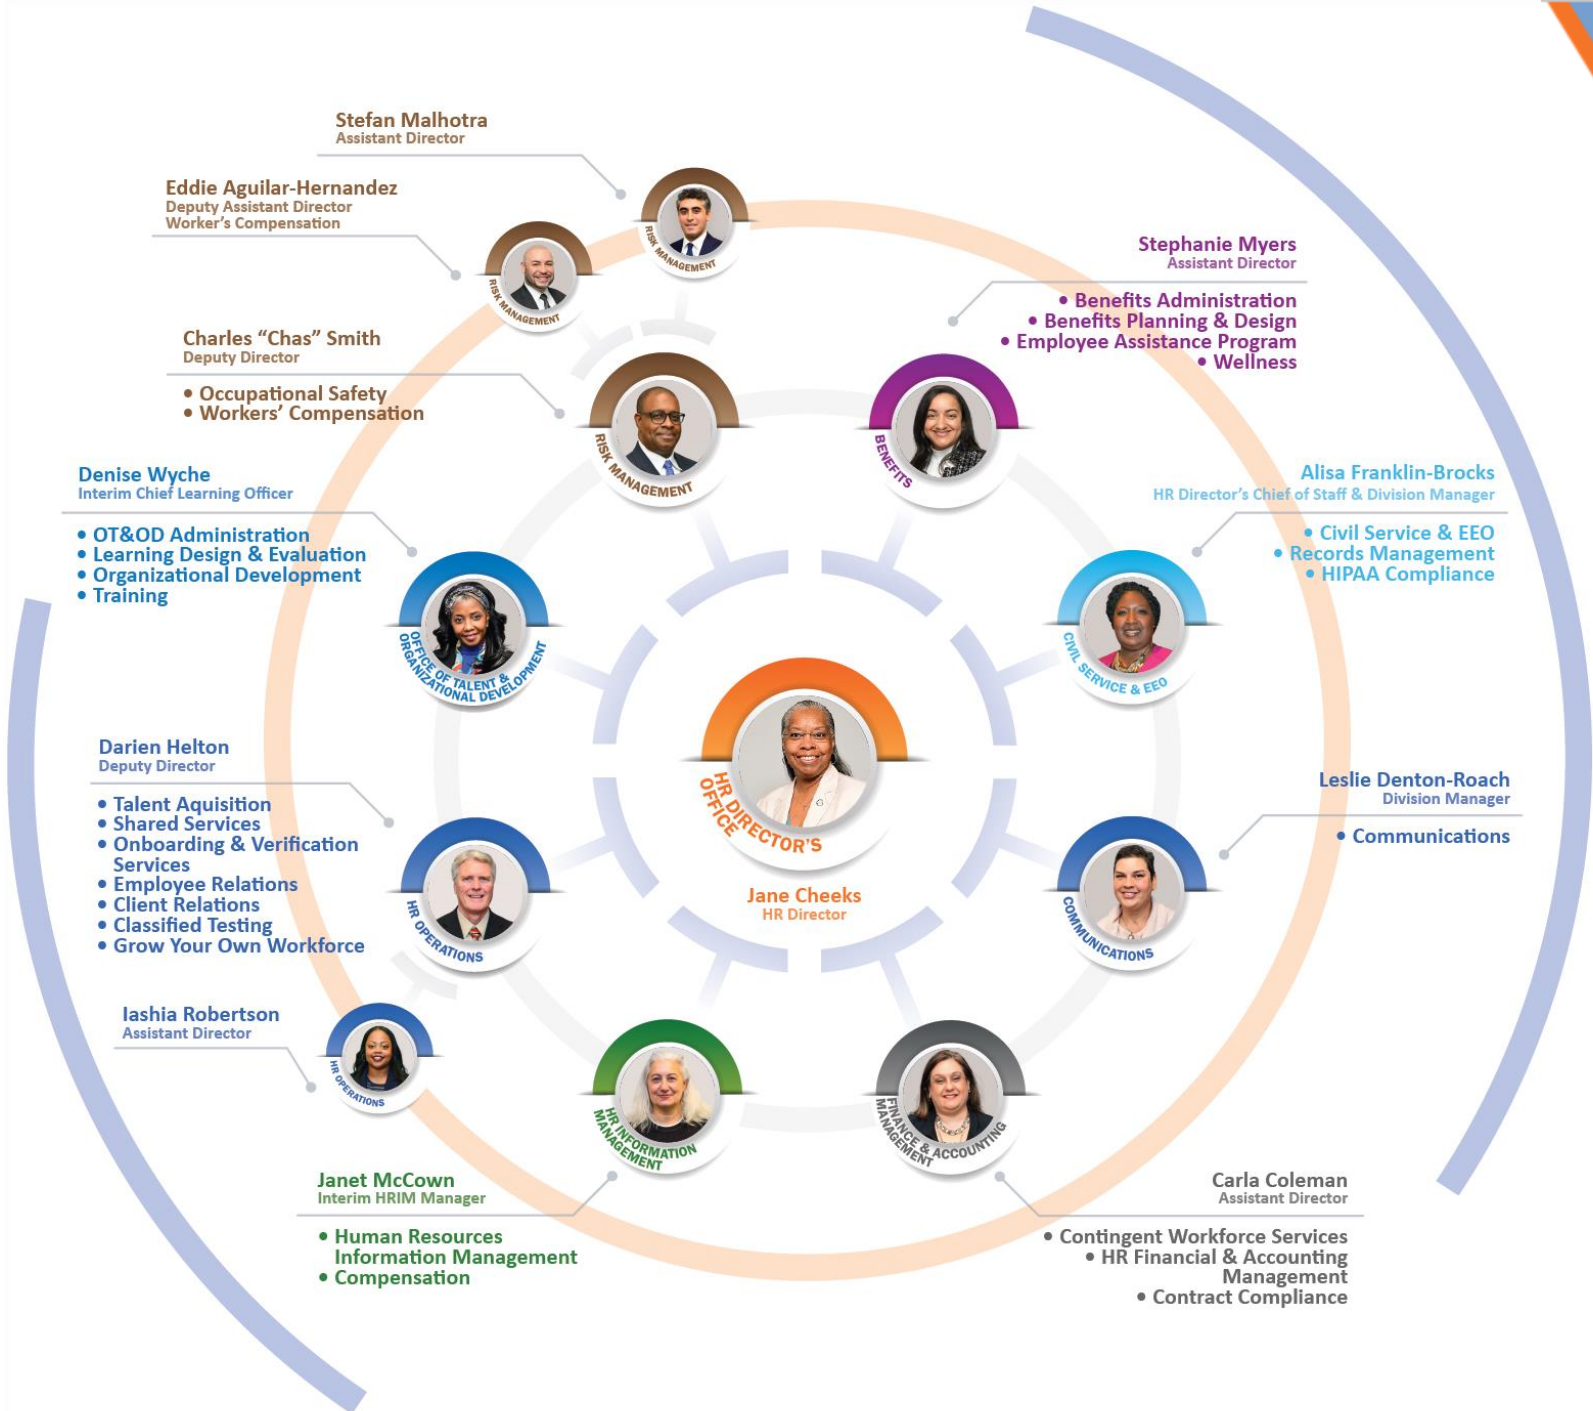 Stefan Malhotra
Assistant Director
RISK MANAGEMENT
Eddie Aguilar-Hernandez
Deputy Assistant Director
Worker's Compensation
RISK MANAGEMENT
Charles “Chas” Smith
Deputy Director
• Occupational Safety
• Workers’ Compensation
RISK MANAGEMENT
Stephanie Myers
Assistant Director
• Benefits Administration
• Benefits Planning & Design
• Employee Assistance Program
• Wellness
BENEFITS
Denise Wyche
Interim Chief Learning Officer
• OT&OD Administration
• Learning Design & Evaluation
• Organizational Development
• Training
OFFICE OF TALENT &
ORGANIZATIONAL DEVELOPMENT
Alisa Franklin-Brocks
HR Director’s Chief of Staff & Division Manager
• Civil Service & EEO
• Records Management
• HIPAA Compliance
CIVIL SERVICE & EEO
HR DIRECTOR'S
OFFICE
Jane Cheeks
HR Director
Darien Helton
Deputy Director
• Talent Aquisition
• Shared Services
• Onboarding & Verification
Services
• Employee Relations
• Client Relations
• Classified Testing
• Grow Your Own Workforce
HR OPERATIONS
Leslie Denton-Roach
Division Manager
• Communications
COMMUNICATIONS
Iashia Robertson
Assistant Director
HR OPERATIONS
HR INFORMATION
MANAGEMENT
Janet McCown
Interim HRIM Manager
• Human Resources
Information Management
• Compensation
FINANCE & ACCOUNTING
MANAGEMENT
Carla Coleman
Assistant Director
• Contingent Workforce Services
• HR Financial & Accounting
Management
• Contract Compliance